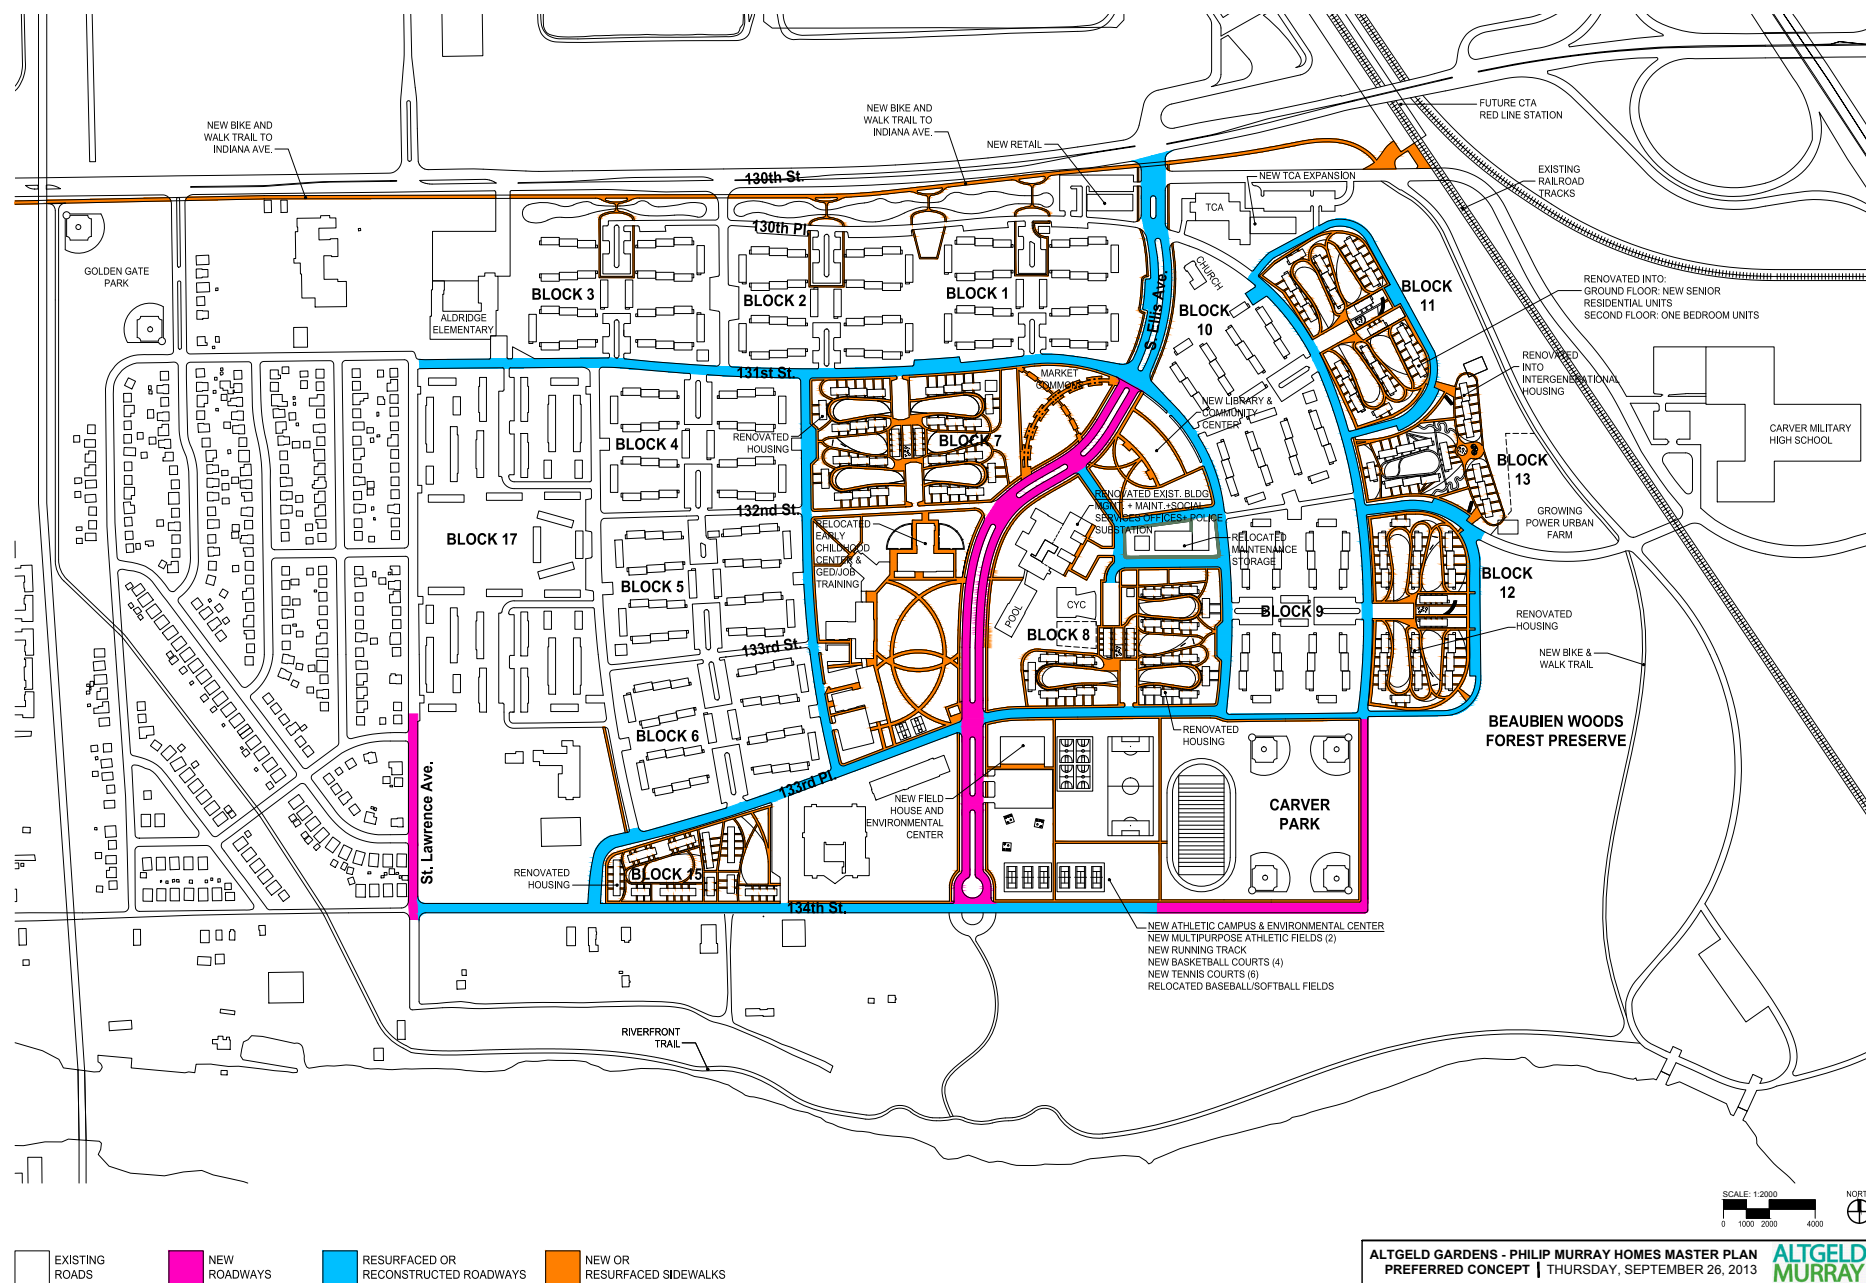 NEW BIKE AND
WALK TRAIL TO
INDIANA AVE.
NEW BIKE AND
WALK TRAIL TO
INDIANA AVE.
NEW RETAIL
FUTURE CTA
RED LINE STATION
EXISTING
RAILROAD
TRACKS
130th St.
NEW TCA EXPANSION
TCA
130th Pl.
GOLDEN GATE
PARK
CHURCH
RENOVATED INTO:
GROUND FLOOR: NEW SENIOR
RESIDENTIAL UNITS
SECOND FLOOR: ONE BEDROOM UNITS
BLOCK 3
BLOCK 2
BLOCK 1
BLOCK
10
BLOCK
11
S. Ellis Ave.
ALDRIDGE
ELEMENTARY
131st St.
MARKET
COMMONS
RENOVATED
INTO
INTERGENERATIONAL
HOUSING
NEW LIBRARY &
COMMUNITY
CENTER
CARVER MILITARY
HIGH SCHOOL
RENOVATED
HOUSING
BLOCK 4
BLOCK 7
BLOCK
13
RENOVATED EXIST. BLDG.
MGMT. + MAINT.+SOCIAL
SERVICES OFFICES+ POLICE
SUBSTATION
GROWING
POWER URBAN
FARM
132nd St.
RELOCATED
EARLY
CHILDHOOD
CENTER &
GED/JOB
TRAINING
RELOCATED
MAINTENANCE
STORAGE
BLOCK 17
BLOCK 5
BLOCK
12
POOL
CYC
BLOCK 9
RENOVATED
HOUSING
BLOCK 8
133rd St.
NEW BIKE &
WALK TRAIL
BLOCK 6
RENOVATED
HOUSING
BEAUBIEN WOODS
FOREST PRESERVE
St. Lawrence Ave.
133rd Pl.
NEW FIELD
HOUSE AND
ENVIRONMENTAL
CENTER
CARVER
PARK
RENOVATED
HOUSING
BLOCK 15
134th St.
NEW ATHLETIC CAMPUS & ENVIRONMENTAL CENTER
NEW MULTIPURPOSE ATHLETIC FIELDS (2)
NEW RUNNING TRACK
NEW BASKETBALL COURTS (4)
NEW TENNIS COURTS (6)
RELOCATED BASEBALL/SOFTBALL FIELDS
RIVERFRONT
TRAIL
SCALE: 1:2000
0 1000 2000 4000
EXISTING
ROADS
NEW
ROADWAYS
RESURFACED OR
RECONSTRUCTED ROADWAYS
NEW OR
RESURFACED SIDEWALKS
ALTGELD GARDENS - PHILIP MURRAY HOMES MASTER PLAN
PREFERRED CONCEPT | THURSDAY, SEPTEMBER 26, 2013
ALTGELD
MURRAY